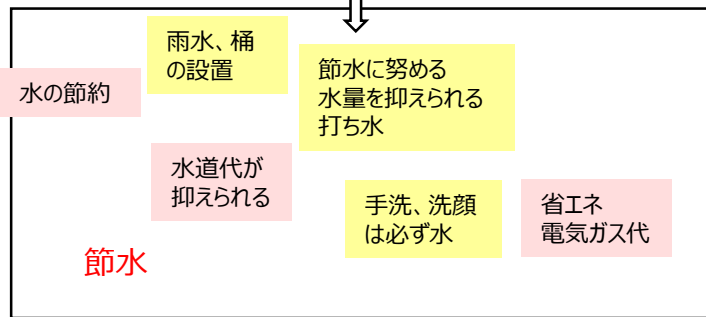 雨水、桶
の設置
節水に努める
水量を抑えられる
打ち水
水の節約
水道代が
抑えられる
手洗、洗顔
は必ず水
省エネ
電気ガス代
節水